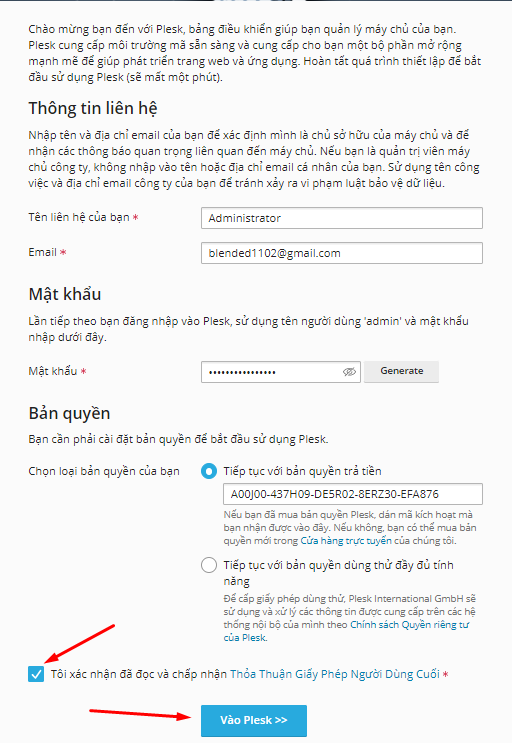 Chào mừng bạn đến với Plesk, bảng điều khiển giúp bạn quản lý máy chủ của bạn.
Plesk cung cấp môi trường mã sẵn sàng và cung cấp cho bạn một bộ phần mở rộng
mạnh mẽ để giúp phát triển trang web và ứng dụng. Hoàn tất quá trình thiết lập để bắt
đầu sử dụng Plesk (sẽ mất một phút).
Thông tin liên hệ
Nhập tên và địa chỉ email của bạn để xác định mình là chủ sở hữu của máy chủ và để
nhận các thông báo quan trọng liên quan đến máy chủ. Nếu bạn là quản trị viên máy
chủ công ty, không nhập vào tên hoặc địa chỉ email cá nhân của bạn. Sử dụng tên công
việc và địa chỉ email công ty của bạn để tránh xảy ra vi phạm luật bảo vệ dữ liệu.
Tên liên hệ của bạn *
Administrator
Email *
blended1102@gmail.com
Mật khẩu
Lần tiếp theo bạn đăng nhập vào Plesk, sử dụng tên người dùng 'admin' và mật khẩu
nhập dưới đây.
Mật khẩu *
••••••••••••••••
Generate
Bản quyền
Bạn cần phải cài đặt bản quyền để bắt đầu sử dụng Plesk.
Chọn loại bản quyền của bạn
Tiếp tục với bản quyền trả tiền
A00J00-437H09-DE5R02-8ERZ30-EFA876
Nếu bạn đã mua bản quyền Plesk, dán mã kích hoạt mà
bạn nhận được vào đây. Nếu không, bạn có thể mua bản
quyền mới trong Cửa hàng trực tuyến của chúng tôi.
Tiếp tục với bản quyền dùng thử đầy đủ tính
năng
Để cấp giấy phép dùng thử, Plesk International GmbH sẽ
sử dụng và xử lý các thông tin được cung cấp trên các hệ
thống nội bộ của mình theo Chính sách Quyền riêng tư
của Plesk.
Tôi xác nhận đã đọc và chấp nhận Thỏa Thuận Giấy Phép Người Dùng Cuối *
Vào Plesk >>